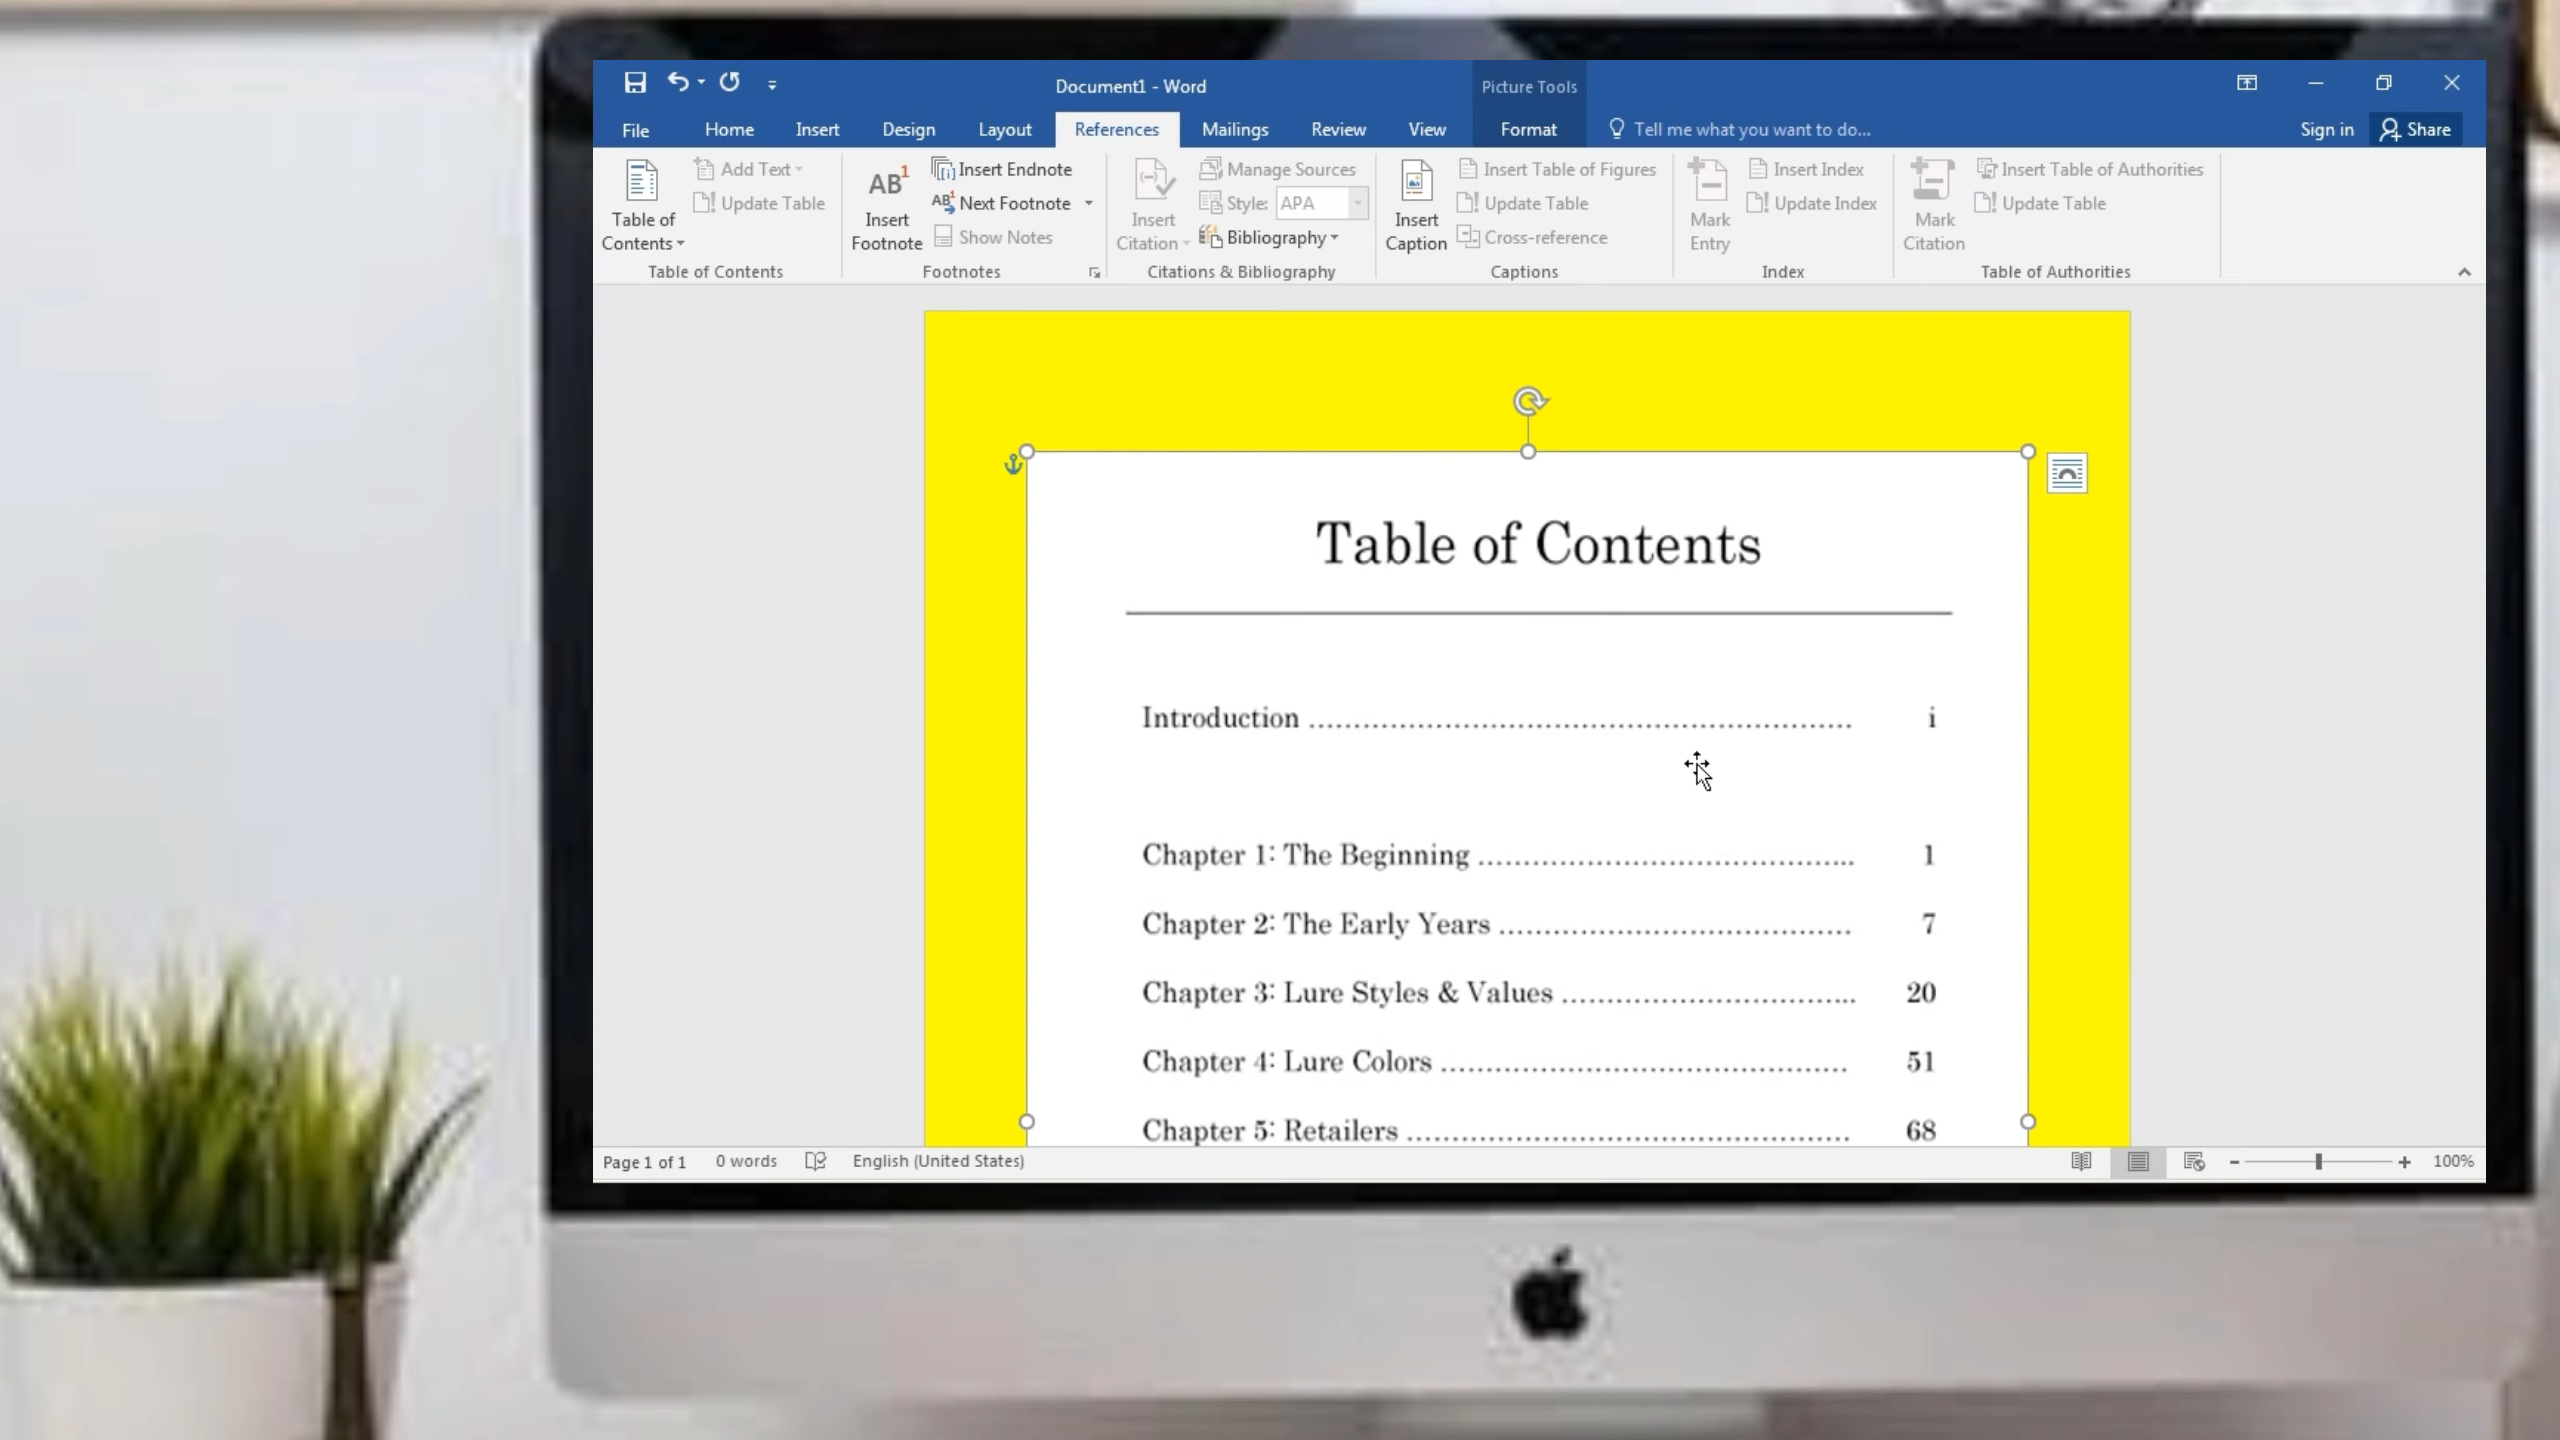 Document1 - Word
Picture Tools
File Home Insert Design Layout References Mailings Review View Format Tell me what you want to do... Sign in Share
Table of Contents
Add Text
Update Table
Table of Contents
AB1
Insert Footnote
Insert Endnote
Next Footnote
Show Notes
Footnotes
Insert Citation
Manage Sources
Style: APA
Bibliography
Citations & Bibliography
Insert Caption
Insert Table of Figures
Update Table
Cross-reference
Captions
Mark Entry
Insert Index
Update Index
Index
Mark Citation
Insert Table of Authorities
Update Table
Table of Authorities
Table of Contents
Introduction ............................................................ i
Chapter 1: The Beginning .......................................... 1
Chapter 2: The Early Years ....................................... 7
Chapter 3: Lure Styles & Values ................................. 20
Chapter 4: Lure Colors ............................................. 51
Chapter 5: Retailers ................................................. 68
Page 1 of 1 0 words English (United States) 100%